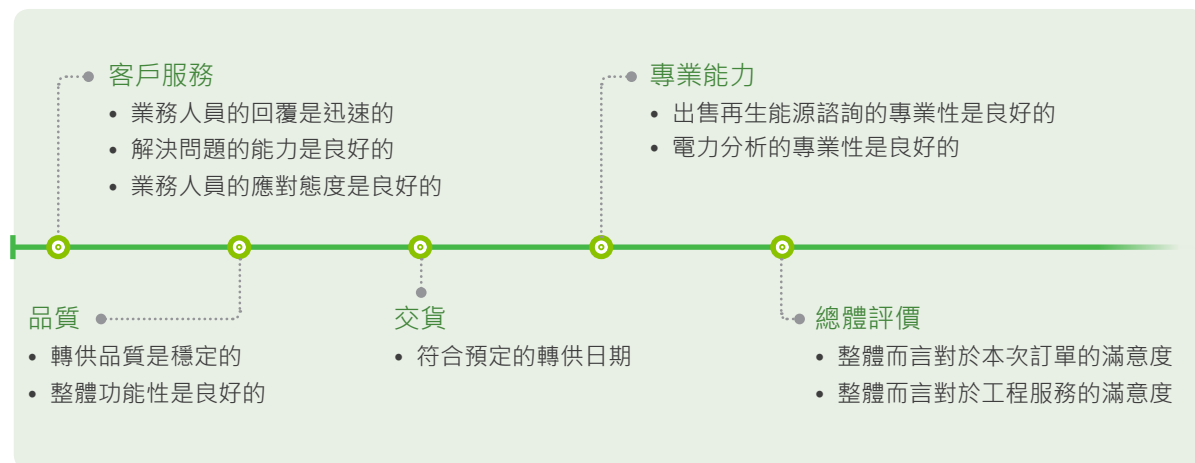 客戶服務
• 業務人員的回覆是迅速的
• 解決問題的能力是良好的
• 業務人員的應對態度是良好的
專業能力
• 出售再生能源諮詢的專業性是良好的
• 電力分析的專業性是良好的
品質
• 轉供品質是穩定的
• 整體功能性是良好的
交貨
• 符合預定的轉供日期
總體評價
• 整體而言對於本次訂單的滿意度
• 整體而言對於工程服務的滿意度